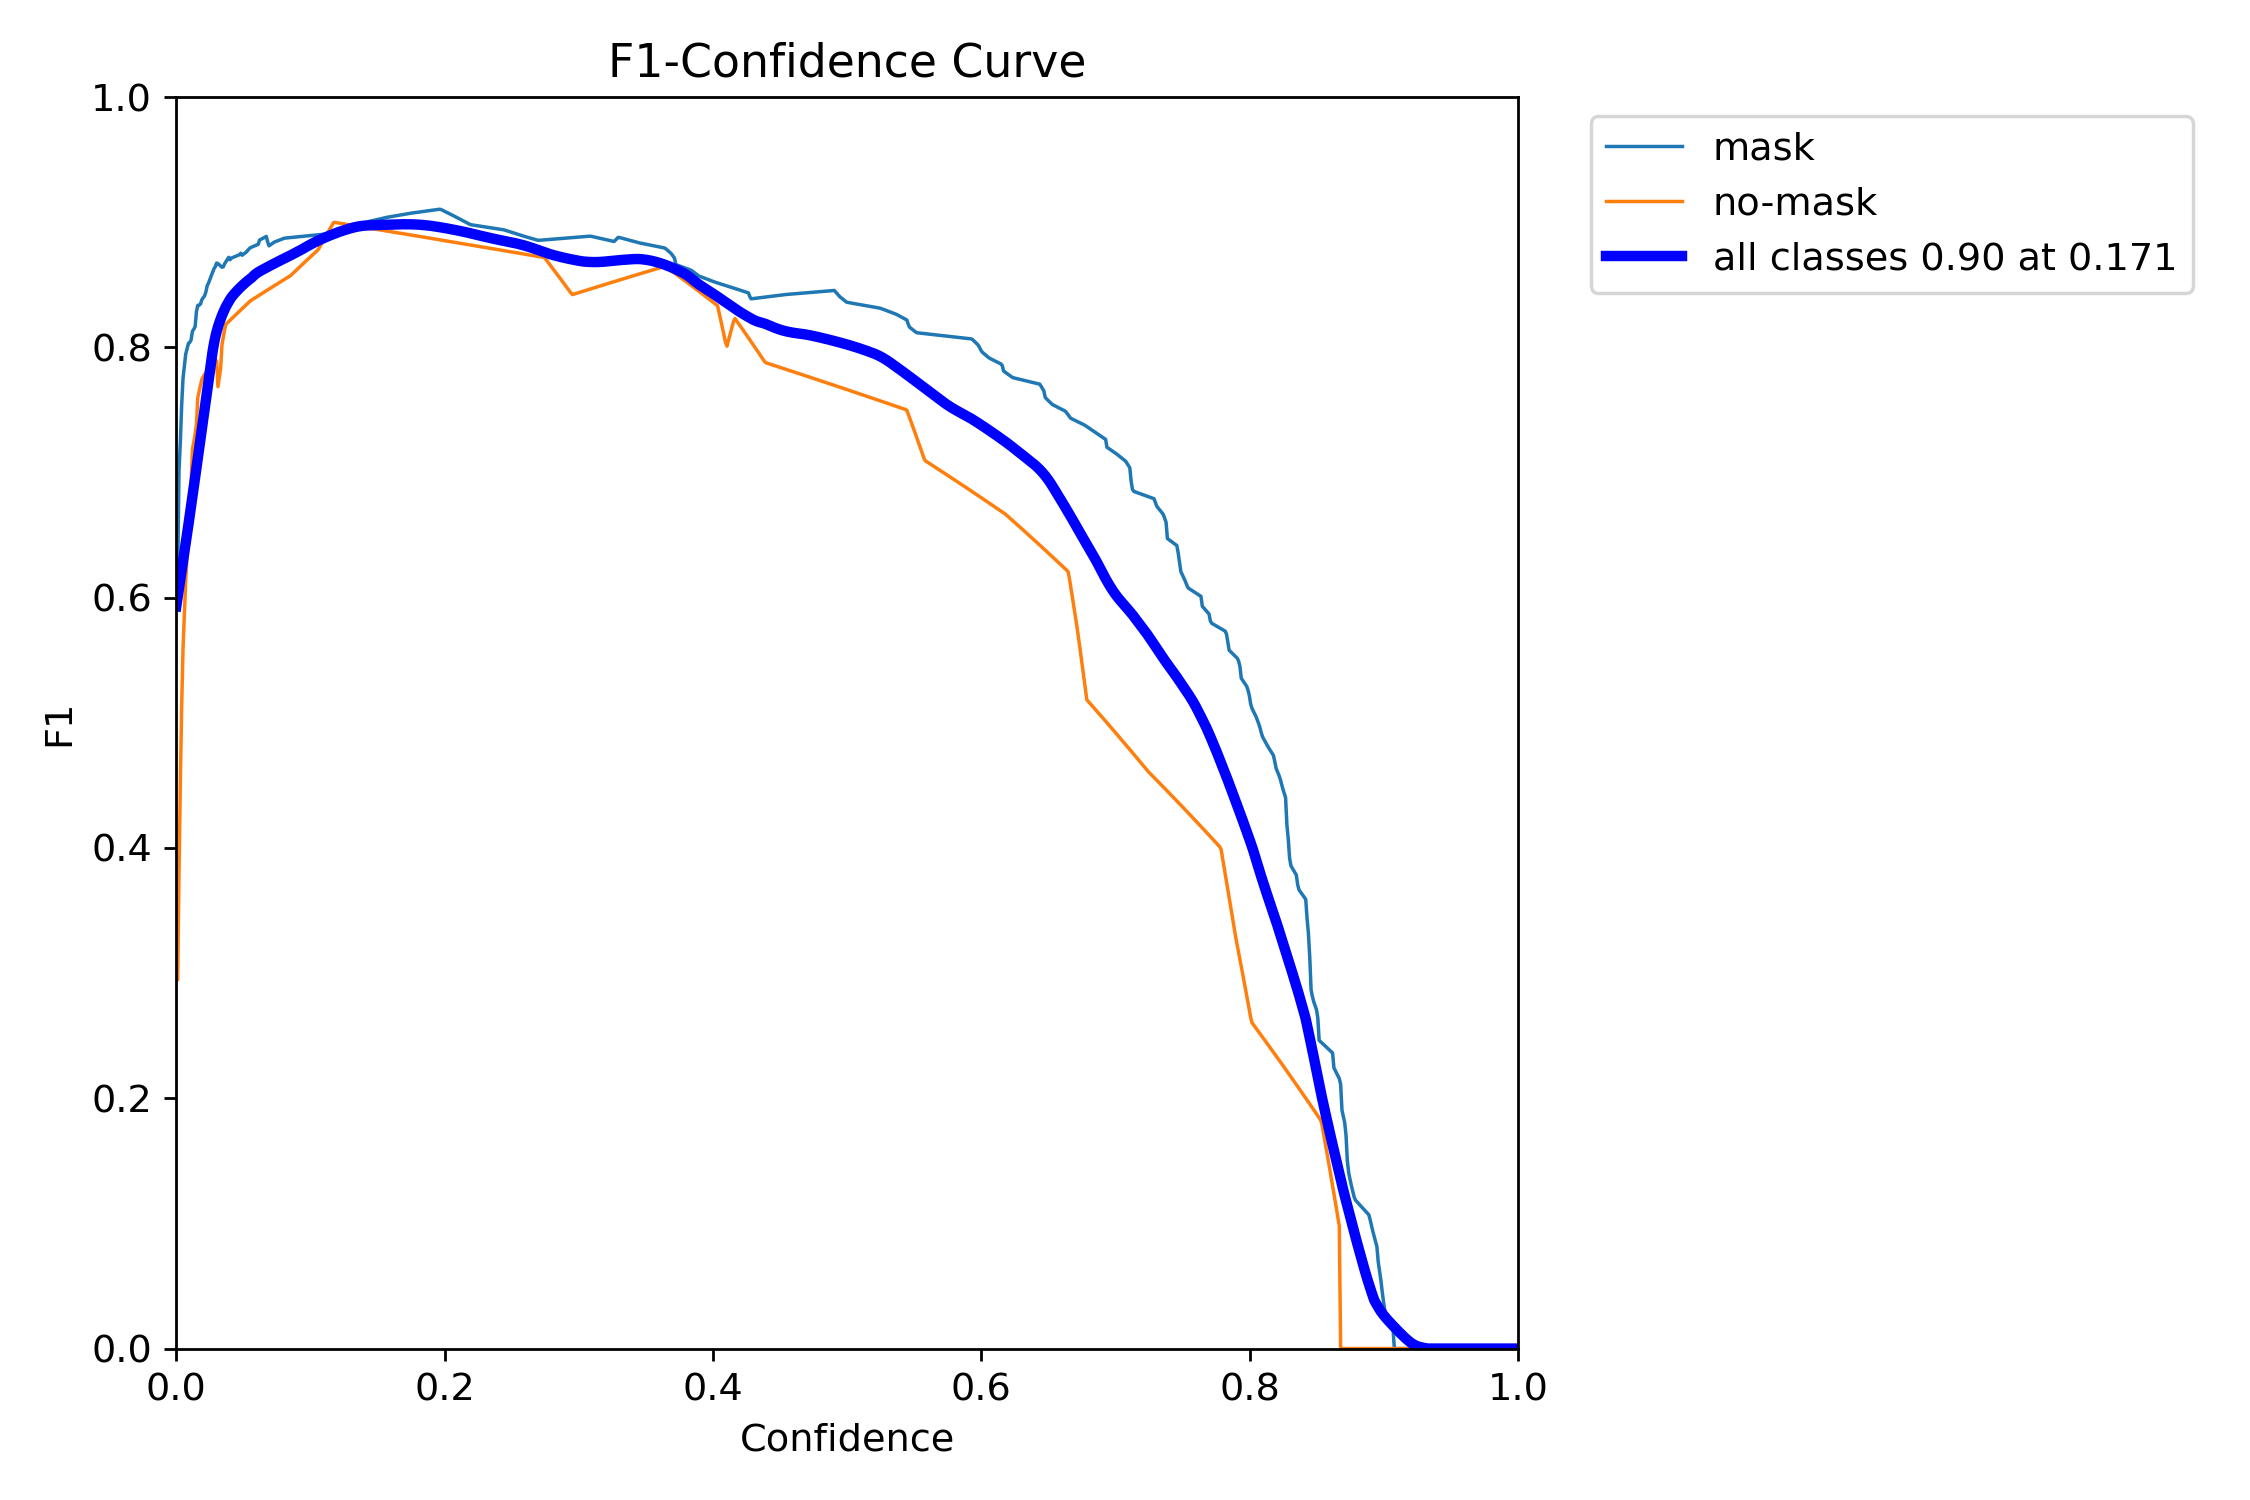 F1-Confidence Curve
1.0
0.8
0.6
0.4
0.2
0.0
F1
0.0 0.2 0.4 0.6 0.8 1.0
Confidence
mask
no-mask
all classes 0.90 at 0.171